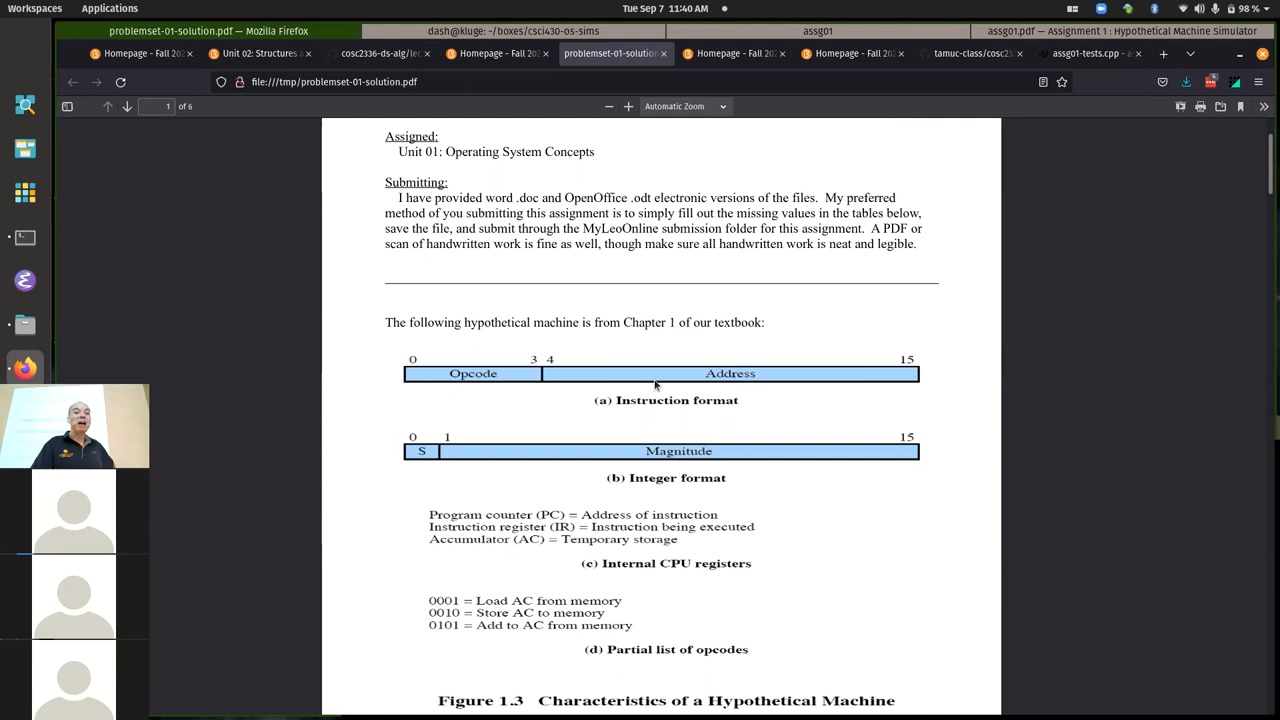 Workspaces Applications Tue Sep 7 11:40 AM 98 %
problemset-01-solution.pdf — Mozilla Firefox dash@kluge: ~/boxes/csci430-os-sims assg01 assg01.pdf — Assignment 1 : Hypothetical Machine Simulator
Homepage - Fall 202 Unit 02: Structures a cosc2336-ds-alg/lec Homepage - Fall 202 problemset-01-solution Homepage - Fall 202 Homepage - Fall 202 tamuc-class/cosc23 assg01-tests.cpp - as
file:///tmp/problemset-01-solution.pdf
1 of 6 Automatic Zoom
Assigned:
Unit 01: Operating System Concepts
Submitting:
I have provided word .doc and OpenOffice .odt electronic versions of the files. My preferred
method of you submitting this assignment is to simply fill out the missing values in the tables below,
save the file, and submit through the MyLeoOnline submission folder for this assignment. A PDF or
scan of handwritten work is fine as well, though make sure all handwritten work is neat and legible.
The following hypothetical machine is from Chapter 1 of our textbook:
0 3 4 15
Opcode Address
(a) Instruction format
0 1 15
S Magnitude
(b) Integer format
Program counter (PC) = Address of instruction
Instruction register (IR) = Instruction being executed
Accumulator (AC) = Temporary storage
(c) Internal CPU registers
0001 = Load AC from memory
0010 = Store AC to memory
0101 = Add to AC from memory
(d) Partial list of opcodes
Figure 1.3 Characteristics of a Hypothetical Machine